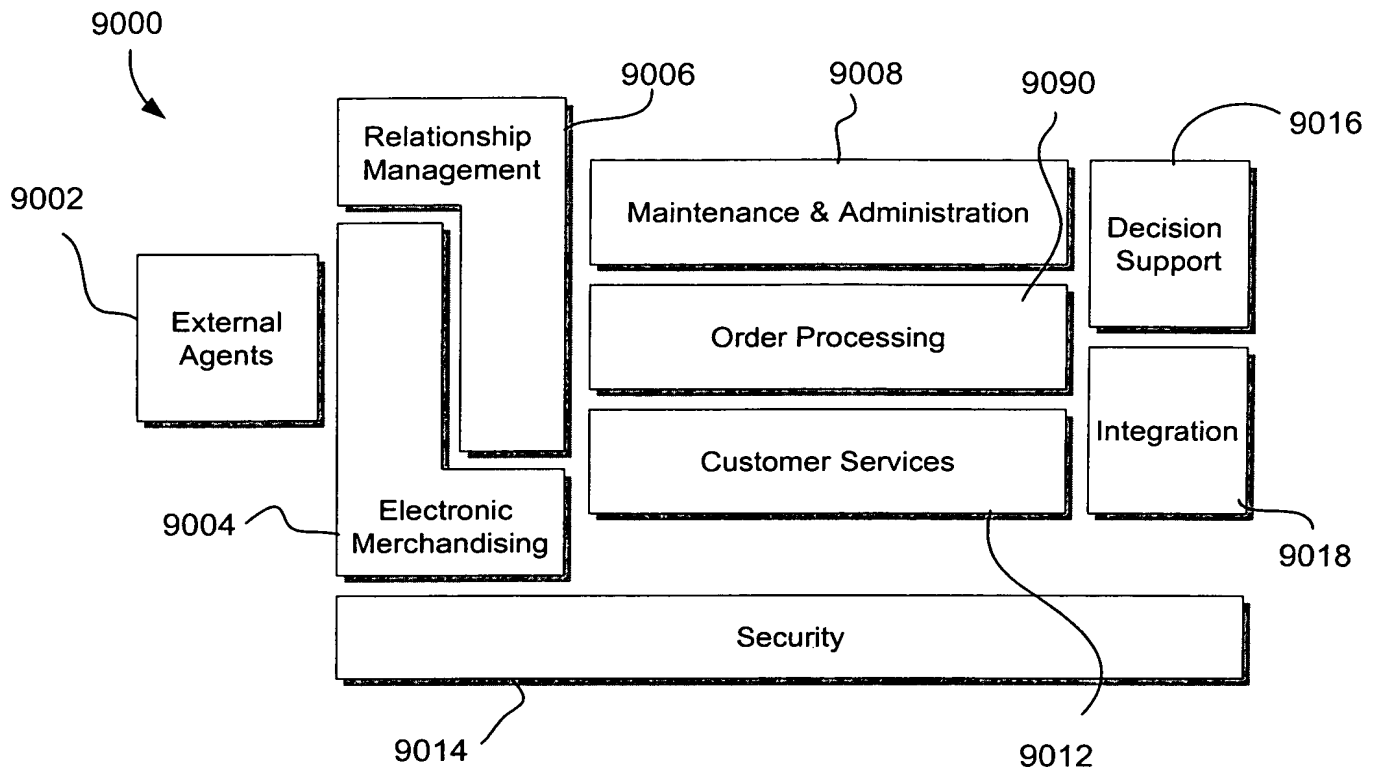 9000
9006
9008
9090
9016
9002
Relationship
Management
Maintenance & Administration
Decision
Support
External
Agents
Order Processing
Integration
Customer Services
9004
Electronic
Merchandising
9018
Security
9014
9012